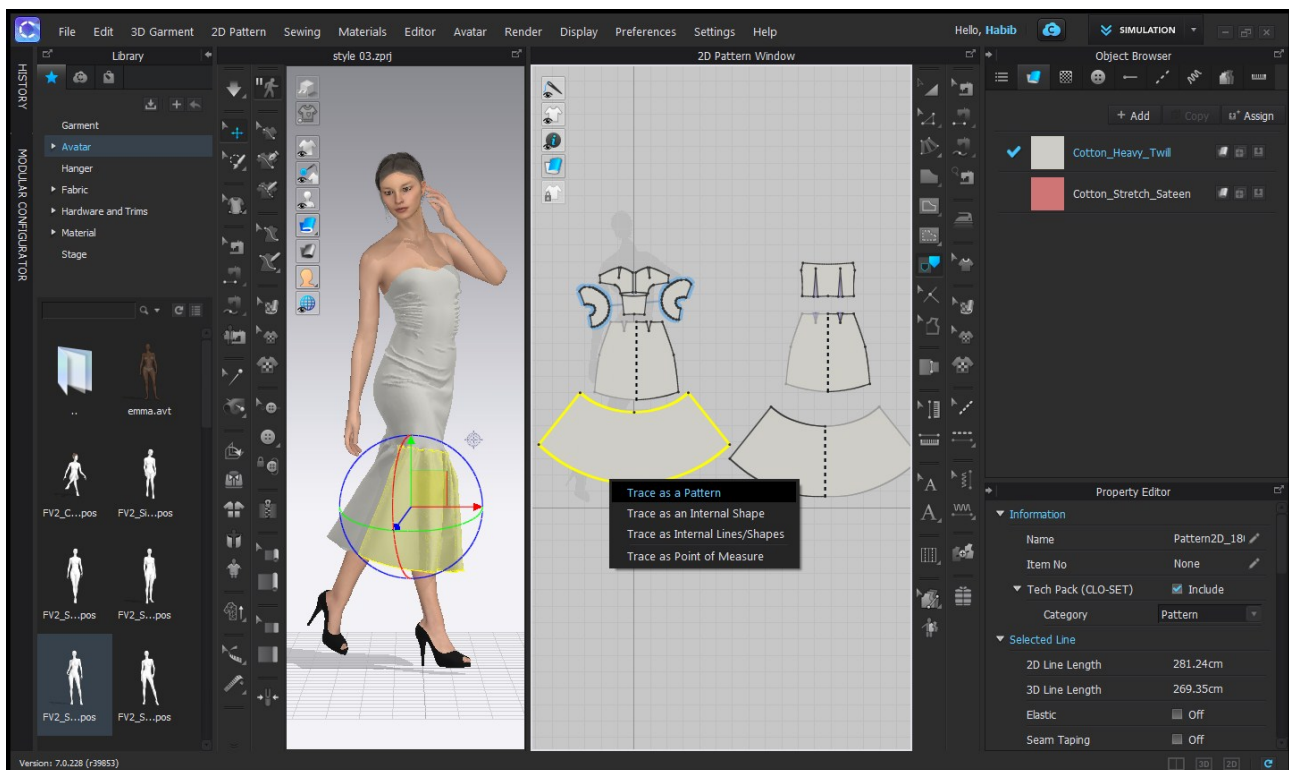 File Edit 3D Garment 2D Pattern Sewing Materials Editor Avatar Render Display Preferences Settings Help
Hello, Habib
SIMULATION
HISTORY
MODULAR CONFIGURATOR
Library
Garment
Avatar
Hanger
Fabric
Hardware and Trims
Material
Stage
..
emma.avt
FV2_C...pos FV2_Si...pos
FV2_S...pos FV2_S...pos
FV2_S...pos FV2_S...pos
style 03.zprj
2D Pattern Window
Trace as a Pattern
Trace as an Internal Shape
Trace as Internal Lines/Shapes
Trace as Point of Measure
Object Browser
+ Add Copy Assign
Cotton_Heavy_Twill
Cotton_Stretch_Sateen
Property Editor
Information
Name Pattern2D_18
Item No None
Tech Pack (CLO-SET) Include
Category Pattern
Selected Line
2D Line Length 281.24cm
3D Line Length 269.35cm
Elastic Off
Seam Taping Off
Version: 7.0.228 (r39853)
3D 2D